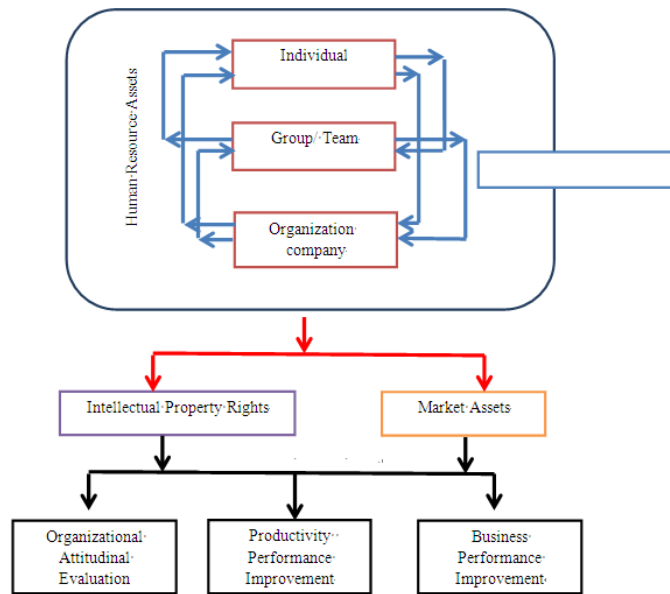 Human Resource Assets
Individual
Group/ Team
Organization
company
Intellectual Property Rights
Market Assets
Organizational
Attitudinal
Evaluation
Productivity
Performance
Improvement
Business
Performance
Improvement